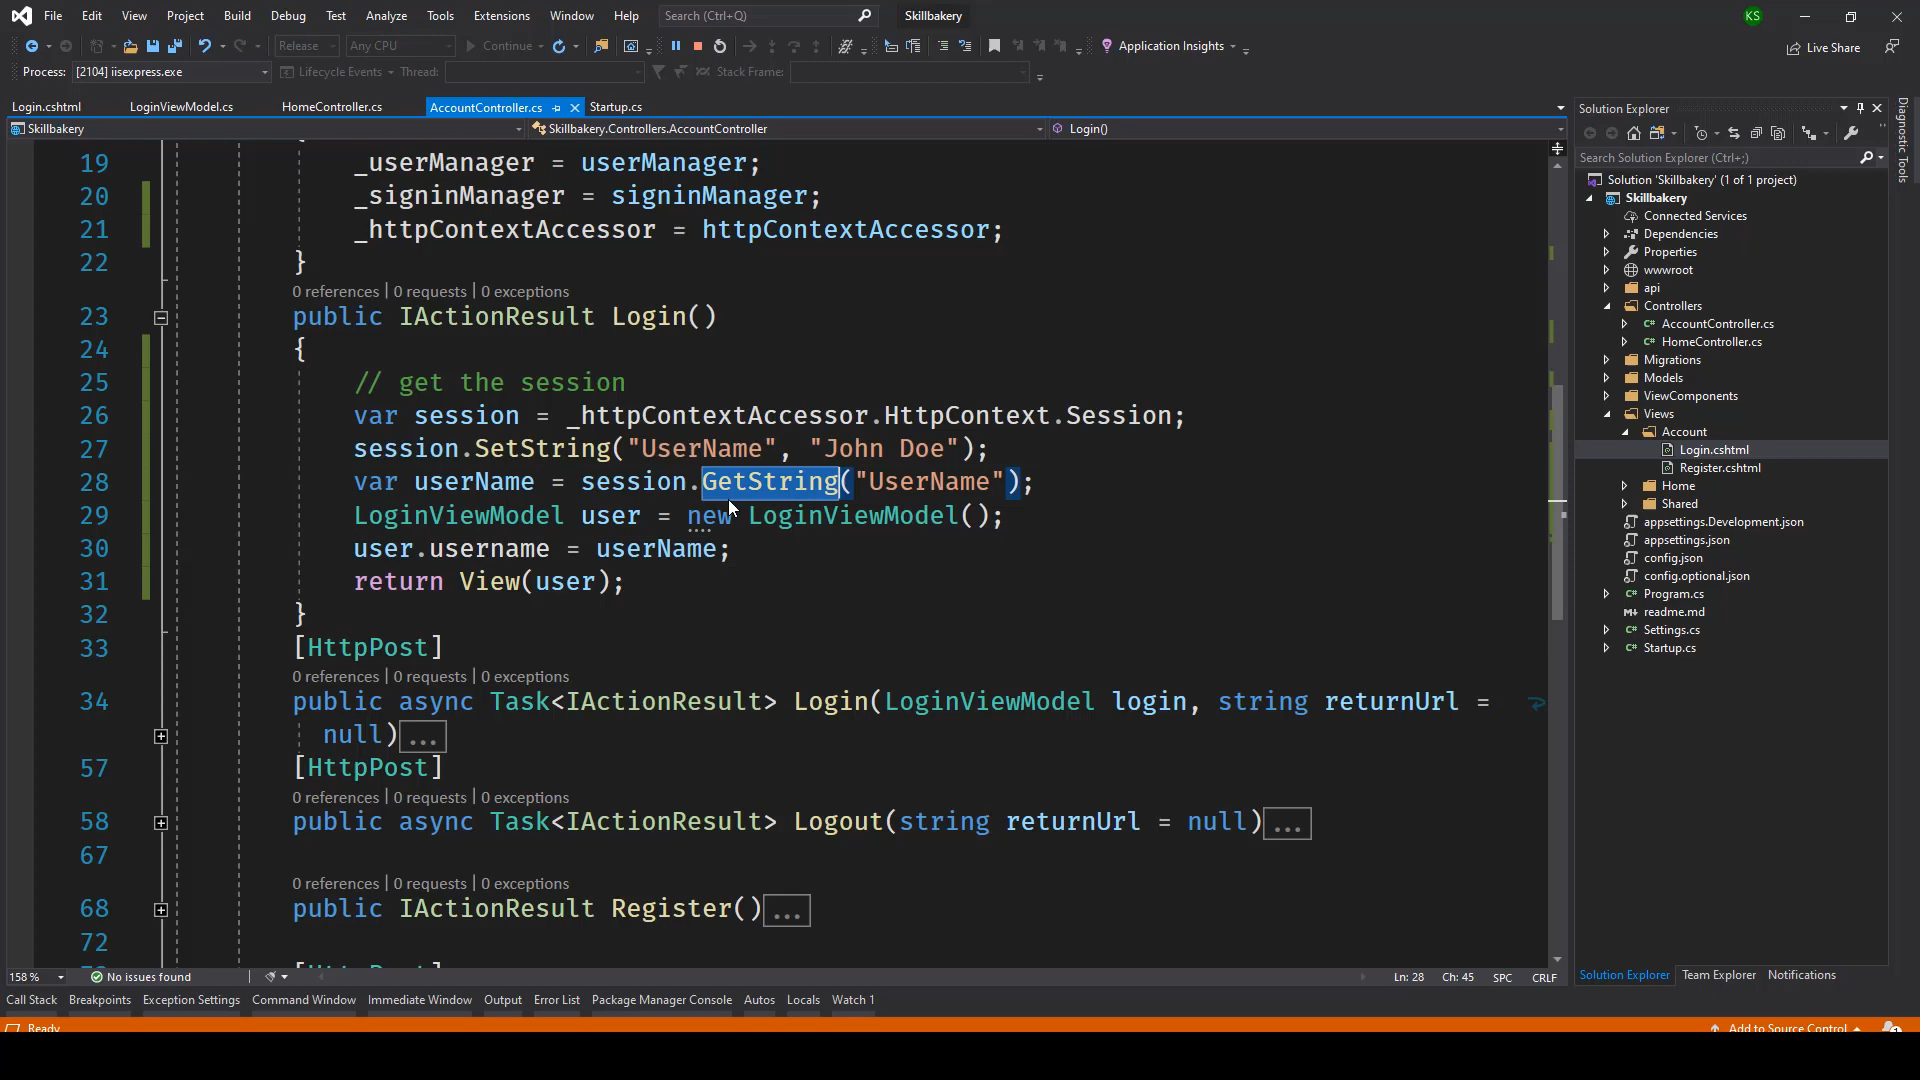 File Edit View Project Build Debug Test Analyze Tools Extensions Window Help Search (Ctrl+Q) Skillbakery KS
Release Any CPU Continue Application Insights Live Share
Process: [2104] iisexpress.exe Lifecycle Events Thread: Stack Frame:
Login.cshtml LoginViewModel.cs HomeController.cs AccountController.cs Startup.cs
Skillbakery Skillbakery.Controllers.AccountController Login()
19 _userManager = userManager;
20 _signinManager = signinManager;
21 _httpContextAccessor = httpContextAccessor;
22 }
0 references | 0 requests | 0 exceptions
23 public IActionResult Login()
24 {
25 // get the session
26 var session = _httpContextAccessor.HttpContext.Session;
27 session.SetString("UserName", "John Doe");
28 var userName = session.GetString("UserName");
29 LoginViewModel user = new LoginViewModel();
30 user.username = userName;
31 return View(user);
32 }
33 [HttpPost]
0 references | 0 requests | 0 exceptions
34 public async Task<IActionResult> Login(LoginViewModel login, string returnUrl =
null)...
57 [HttpPost]
0 references | 0 requests | 0 exceptions
58 public async Task<IActionResult> Logout(string returnUrl = null)...
67
0 references | 0 requests | 0 exceptions
68 public IActionResult Register()...
72
158 % No issues found Ln: 28 Ch: 45 SPC CRLF
Call Stack Breakpoints Exception Settings Command Window Immediate Window Output Error List Package Manager Console Autos Locals Watch 1
Ready Add to Source Control 1
Solution Explorer
Search Solution Explorer (Ctrl+;)
Solution 'Skillbakery' (1 of 1 project)
Skillbakery
Connected Services
Dependencies
Properties
wwwroot
api
Controllers
C# AccountController.cs
C# HomeController.cs
Migrations
Models
ViewComponents
Views
Account
Login.cshtml
Register.cshtml
Home
Shared
appsettings.Development.json
appsettings.json
config.json
config.optional.json
C# Program.cs
readme.md
C# Settings.cs
C# Startup.cs
Solution Explorer Team Explorer Notifications
Diagnostic Tools